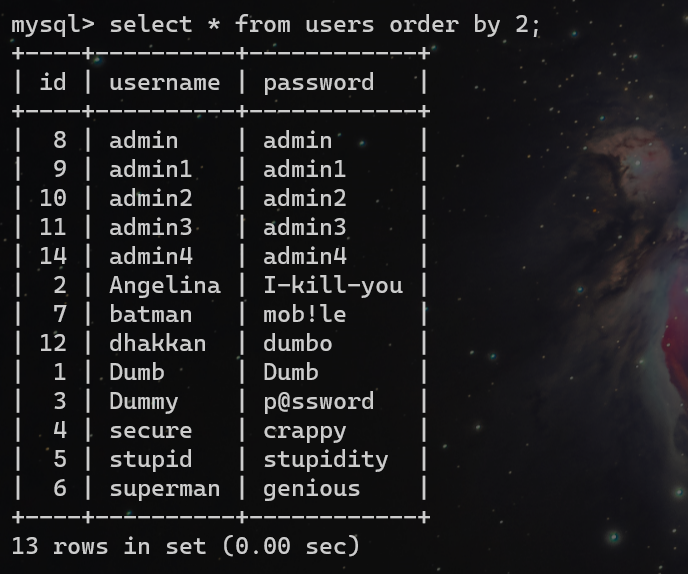 mysql> select * from users order by 2;
+----+----------+------------+
| id | username | password   |
+----+----------+------------+
|  8 | admin    | admin      |
|  9 | admin1   | admin1     |
| 10 | admin2   | admin2     |
| 11 | admin3   | admin3     |
| 14 | admin4   | admin4     |
|  2 | Angelina | I-kill-you |
|  7 | batman   | mob!le     |
| 12 | dhakkan  | dumbo      |
|  1 | Dumb     | Dumb       |
|  3 | Dummy    | p@ssword   |
|  4 | secure   | crappy     |
|  5 | stupid   | stupidity  |
|  6 | superman | genious    |
+----+----------+------------+
13 rows in set (0.00 sec)